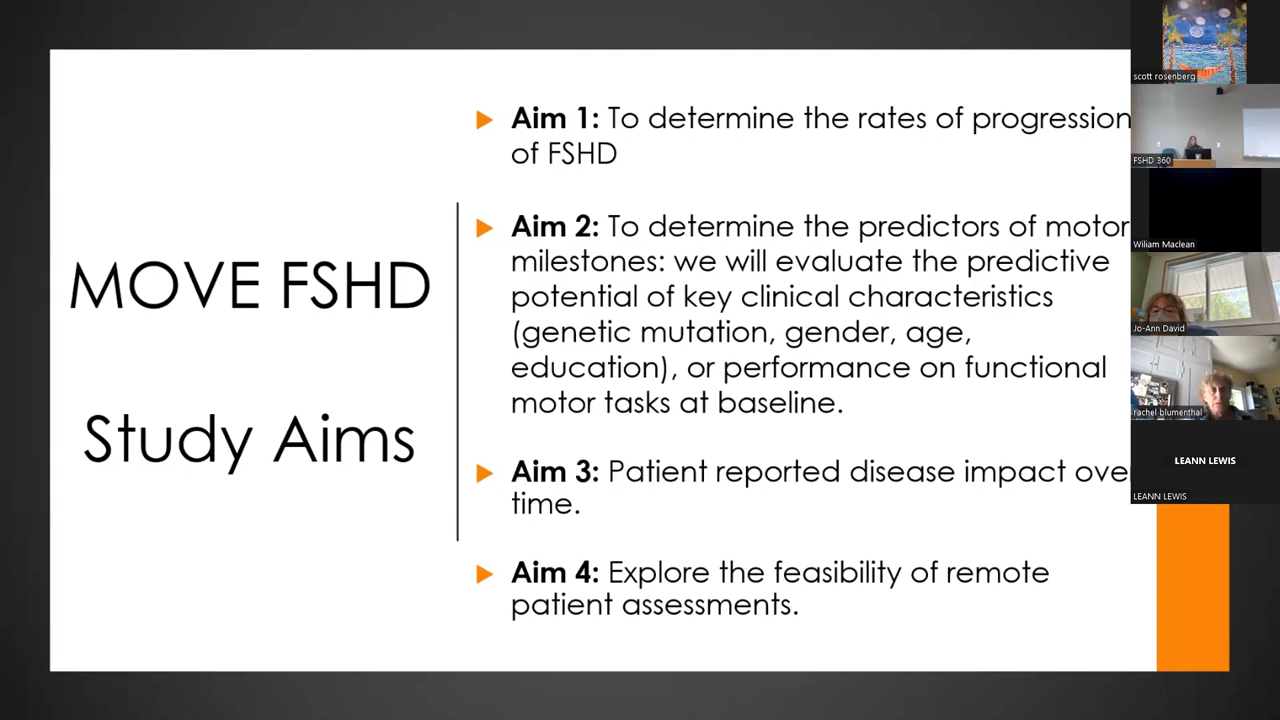 MOVE FSHD
Study Aims
Aim 1: To determine the rates of progression
of FSHD
Aim 2: To determine the predictors of motor
milestones: we will evaluate the predictive
potential of key clinical characteristics
(genetic mutation, gender, age,
education), or performance on functional
motor tasks at baseline.
Aim 3: Patient reported disease impact ove
time.
Aim 4: Explore the feasibility of remote
patient assessments.
scott rosenberg
FSHD 360
Wiliam Maclean
Jo-Ann David
rachel blumenthal
LEANN LEWIS
LEANN LEWIS